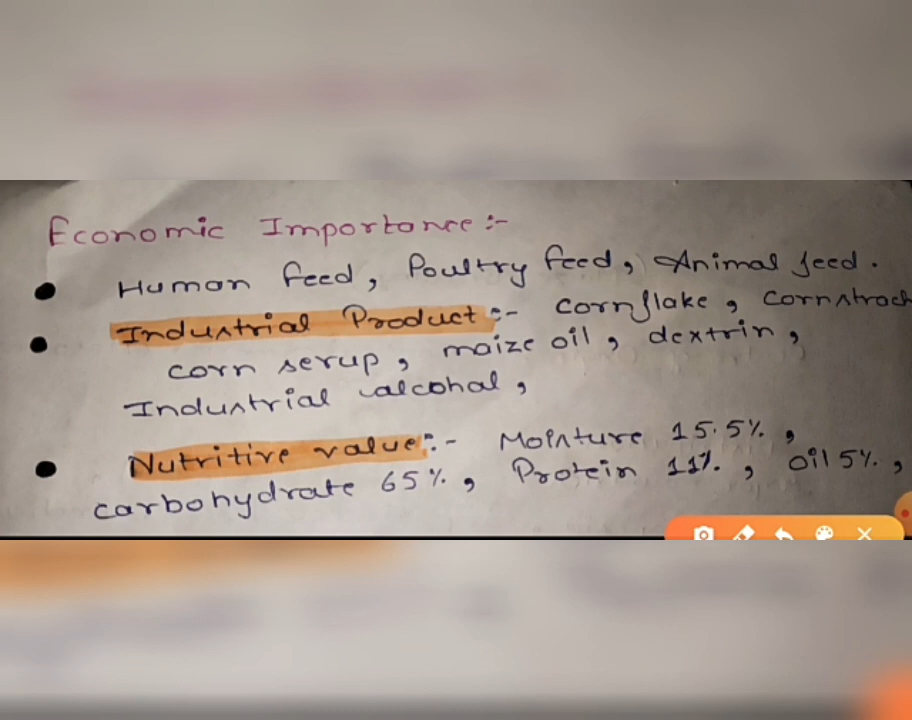 Economic Importance :-
Human feed, Poultry feed, Animal feed.
Industrial Product :- cornflake, cornstrach
corn serup, maize oil, dextrin,
Industrial alcohal,
Nutritive value :- Moisture 15.5%,
carbohydrate 65%, Protein 11%, oil 5%,